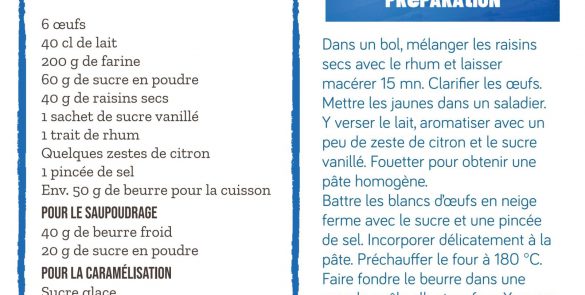 6 œufs
40 cl de lait
200 g de farine
60 g de sucre en poudre
40 g de raisins secs
1 sachet de sucre vanillé
1 trait de rhum
Quelques zestes de citron
1 pincée de sel
Env. 50 g de beurre pour la cuisson
POUR LE SAUPOUDRAGE
40 g de beurre froid
20 g de sucre en poudre
POUR LA CARAMÉLISATION
Sucre glace
PRÉPARATION
Dans un bol, mélanger les raisins
secs avec le rhum et laisser
macérer 15 mn. Clarifier les œufs.
Mettre les jaunes dans un saladier.
Y verser le lait, aromatiser avec un
peu de zeste de citron et le sucre
vanillé. Fouetter pour obtenir une
pâte homogène.
Battre les blancs d'œufs en neige
ferme avec le sucre et une pincée
de sel. Incorporer délicatement à la
pâte. Préchauffer le four à 180 °C.
Faire fondre le beurre dans une